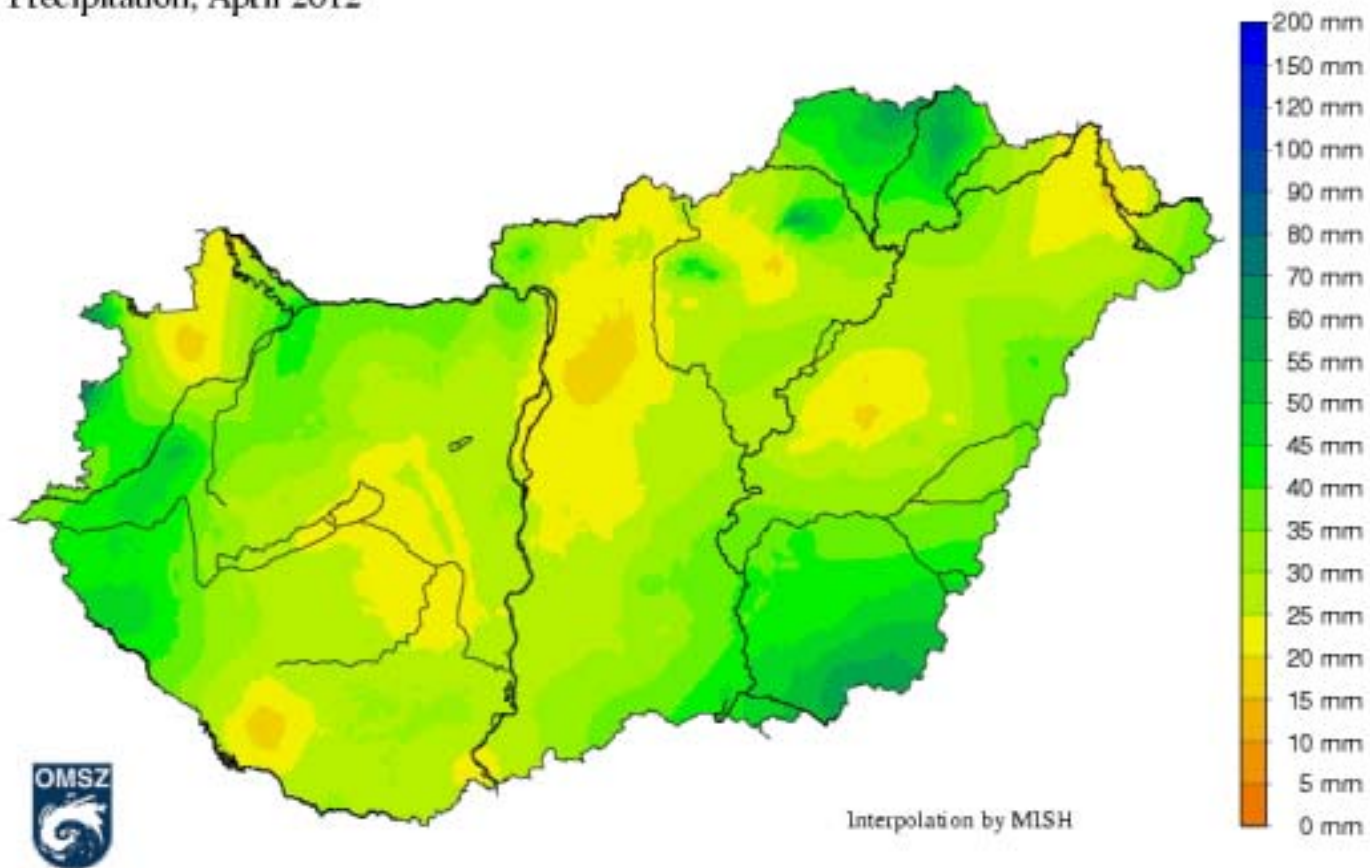 Precipitation, April 2012
200 mm
150 mm
120 mm
100 mm
90 mm
80 mm
70 mm
60 mm
55 mm
50 mm
45 mm
40 mm
35 mm
30 mm
25 mm
20 mm
15 mm
10 mm
5 mm
0 mm
OMSZ
Interpolation by MISH